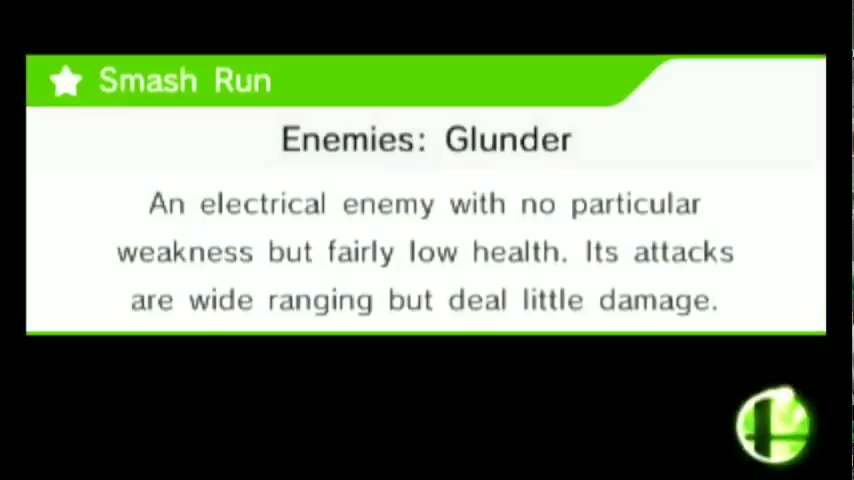 Smash Run
Enemies: Glunder
An electrical enemy with no particular
weakness but fairly low health. Its attacks
are wide ranging but deal little damage.